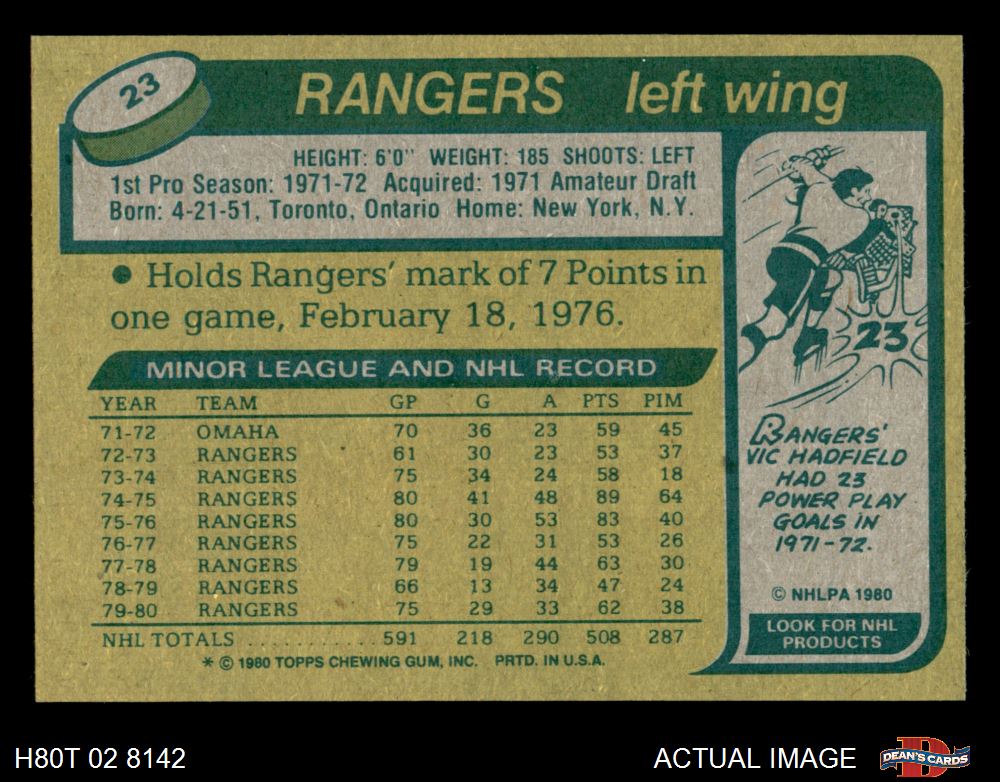 23
RANGERS left wing
HEIGHT: 6'0" WEIGHT: 185 SHOOTS: LEFT
1st Pro Season: 1971-72 Acquired: 1971 Amateur Draft
Born: 4-21-51, Toronto, Ontario Home: New York, N.Y.
● Holds Rangers' mark of 7 Points in
one game, February 18, 1976.
MINOR LEAGUE AND NHL RECORD
YEAR TEAM GP G A PTS PIM
71-72 OMAHA 70 36 23 59 45
72-73 RANGERS 61 30 23 53 37
73-74 RANGERS 75 34 24 58 18
74-75 RANGERS 80 41 48 89 64
75-76 RANGERS 80 30 53 83 40
76-77 RANGERS 75 22 31 53 26
77-78 RANGERS 79 19 44 63 30
78-79 RANGERS 66 13 34 47 24
79-80 RANGERS 75 29 33 62 38
NHL TOTALS .......... 591 218 290 508 287
* © 1980 TOPPS CHEWING GUM, INC. PRTD. IN U.S.A.
23
RANGERS'
VIC HADFIELD
HAD 23
POWER PLAY
GOALS IN
1971-72.
© NHLPA 1980
LOOK FOR NHL
PRODUCTS
H80T 02 8142
ACTUAL IMAGE
D
DEAN'S CARDS